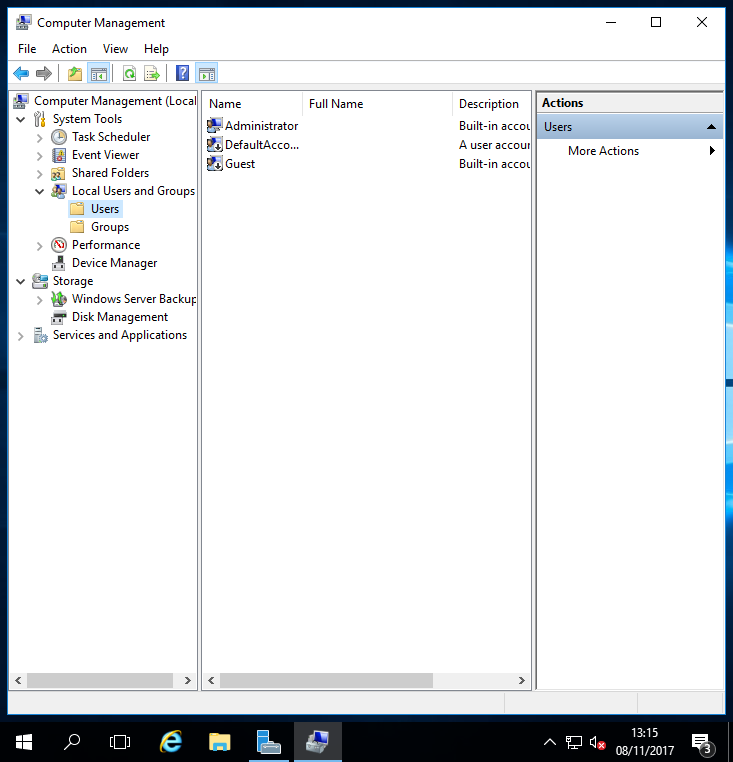 Computer Management
File Action View Help
Computer Management (Local
System Tools
Task Scheduler
Event Viewer
Shared Folders
Local Users and Groups
Users
Groups
Performance
Device Manager
Storage
Windows Server Backup
Disk Management
Services and Applications
Name Full Name Description
Administrator Built-in accou
DefaultAcco... A user accoun
Guest Built-in accou
Actions
Users
More Actions
13:15
08/11/2017
3